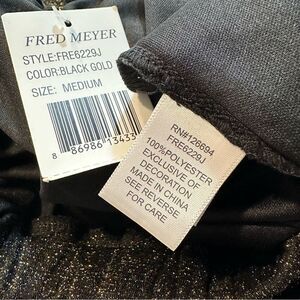 FRED MEYER
STYLE:FRE6229J
COLOR:BLACK GOLD
SIZE: MEDIUM
8 86986 13433
RN#126694
FRE6229J
100%POLYESTER
EXCLUSIVE OF
DECORATION
MADE IN CHINA
SEE REVERSE
FOR CARE